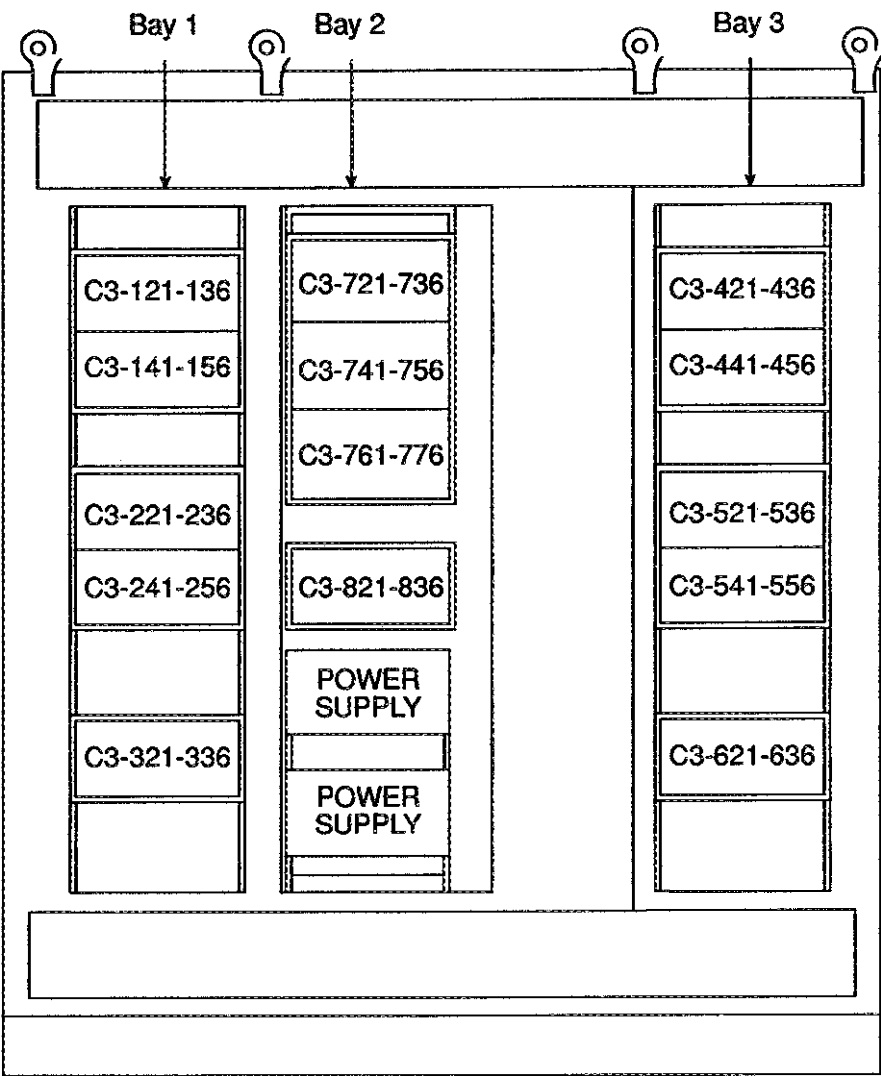 Bay 1
Bay 2
Bay 3
C3-121-136
C3-141-156
C3-221-236
C3-241-256
C3-321-336
C3-721-736
C3-741-756
C3-761-776
C3-821-836
POWER
SUPPLY
POWER
SUPPLY
C3-421-436
C3-441-456
C3-521-536
C3-541-556
C3-621-636